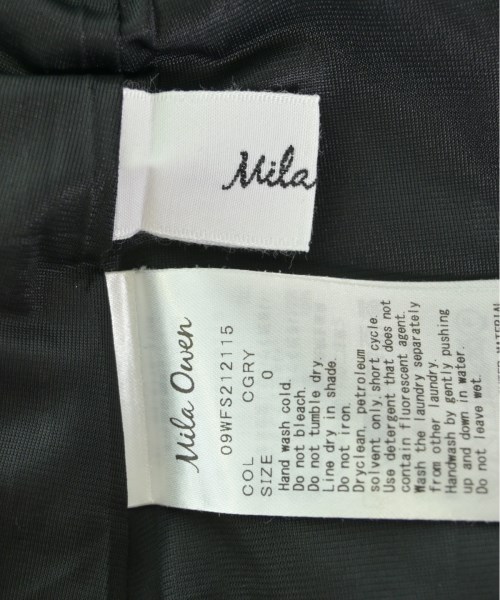 Mila
Mila Owen
09WFS212115
COL CGRY
SIZE 0
Hand wash cold.
Do not bleach.
Do not tumble dry.
Line dry in shade.
Do not iron.
Dryclean, petroleum
solvent only,short cycle.
Use detergent that does not
contain fluorescent agent.
Wash the laundry separately
from other laundry.
Handwash by gently pushing
up and down in water.
Do not leave wet.
MATERIAL